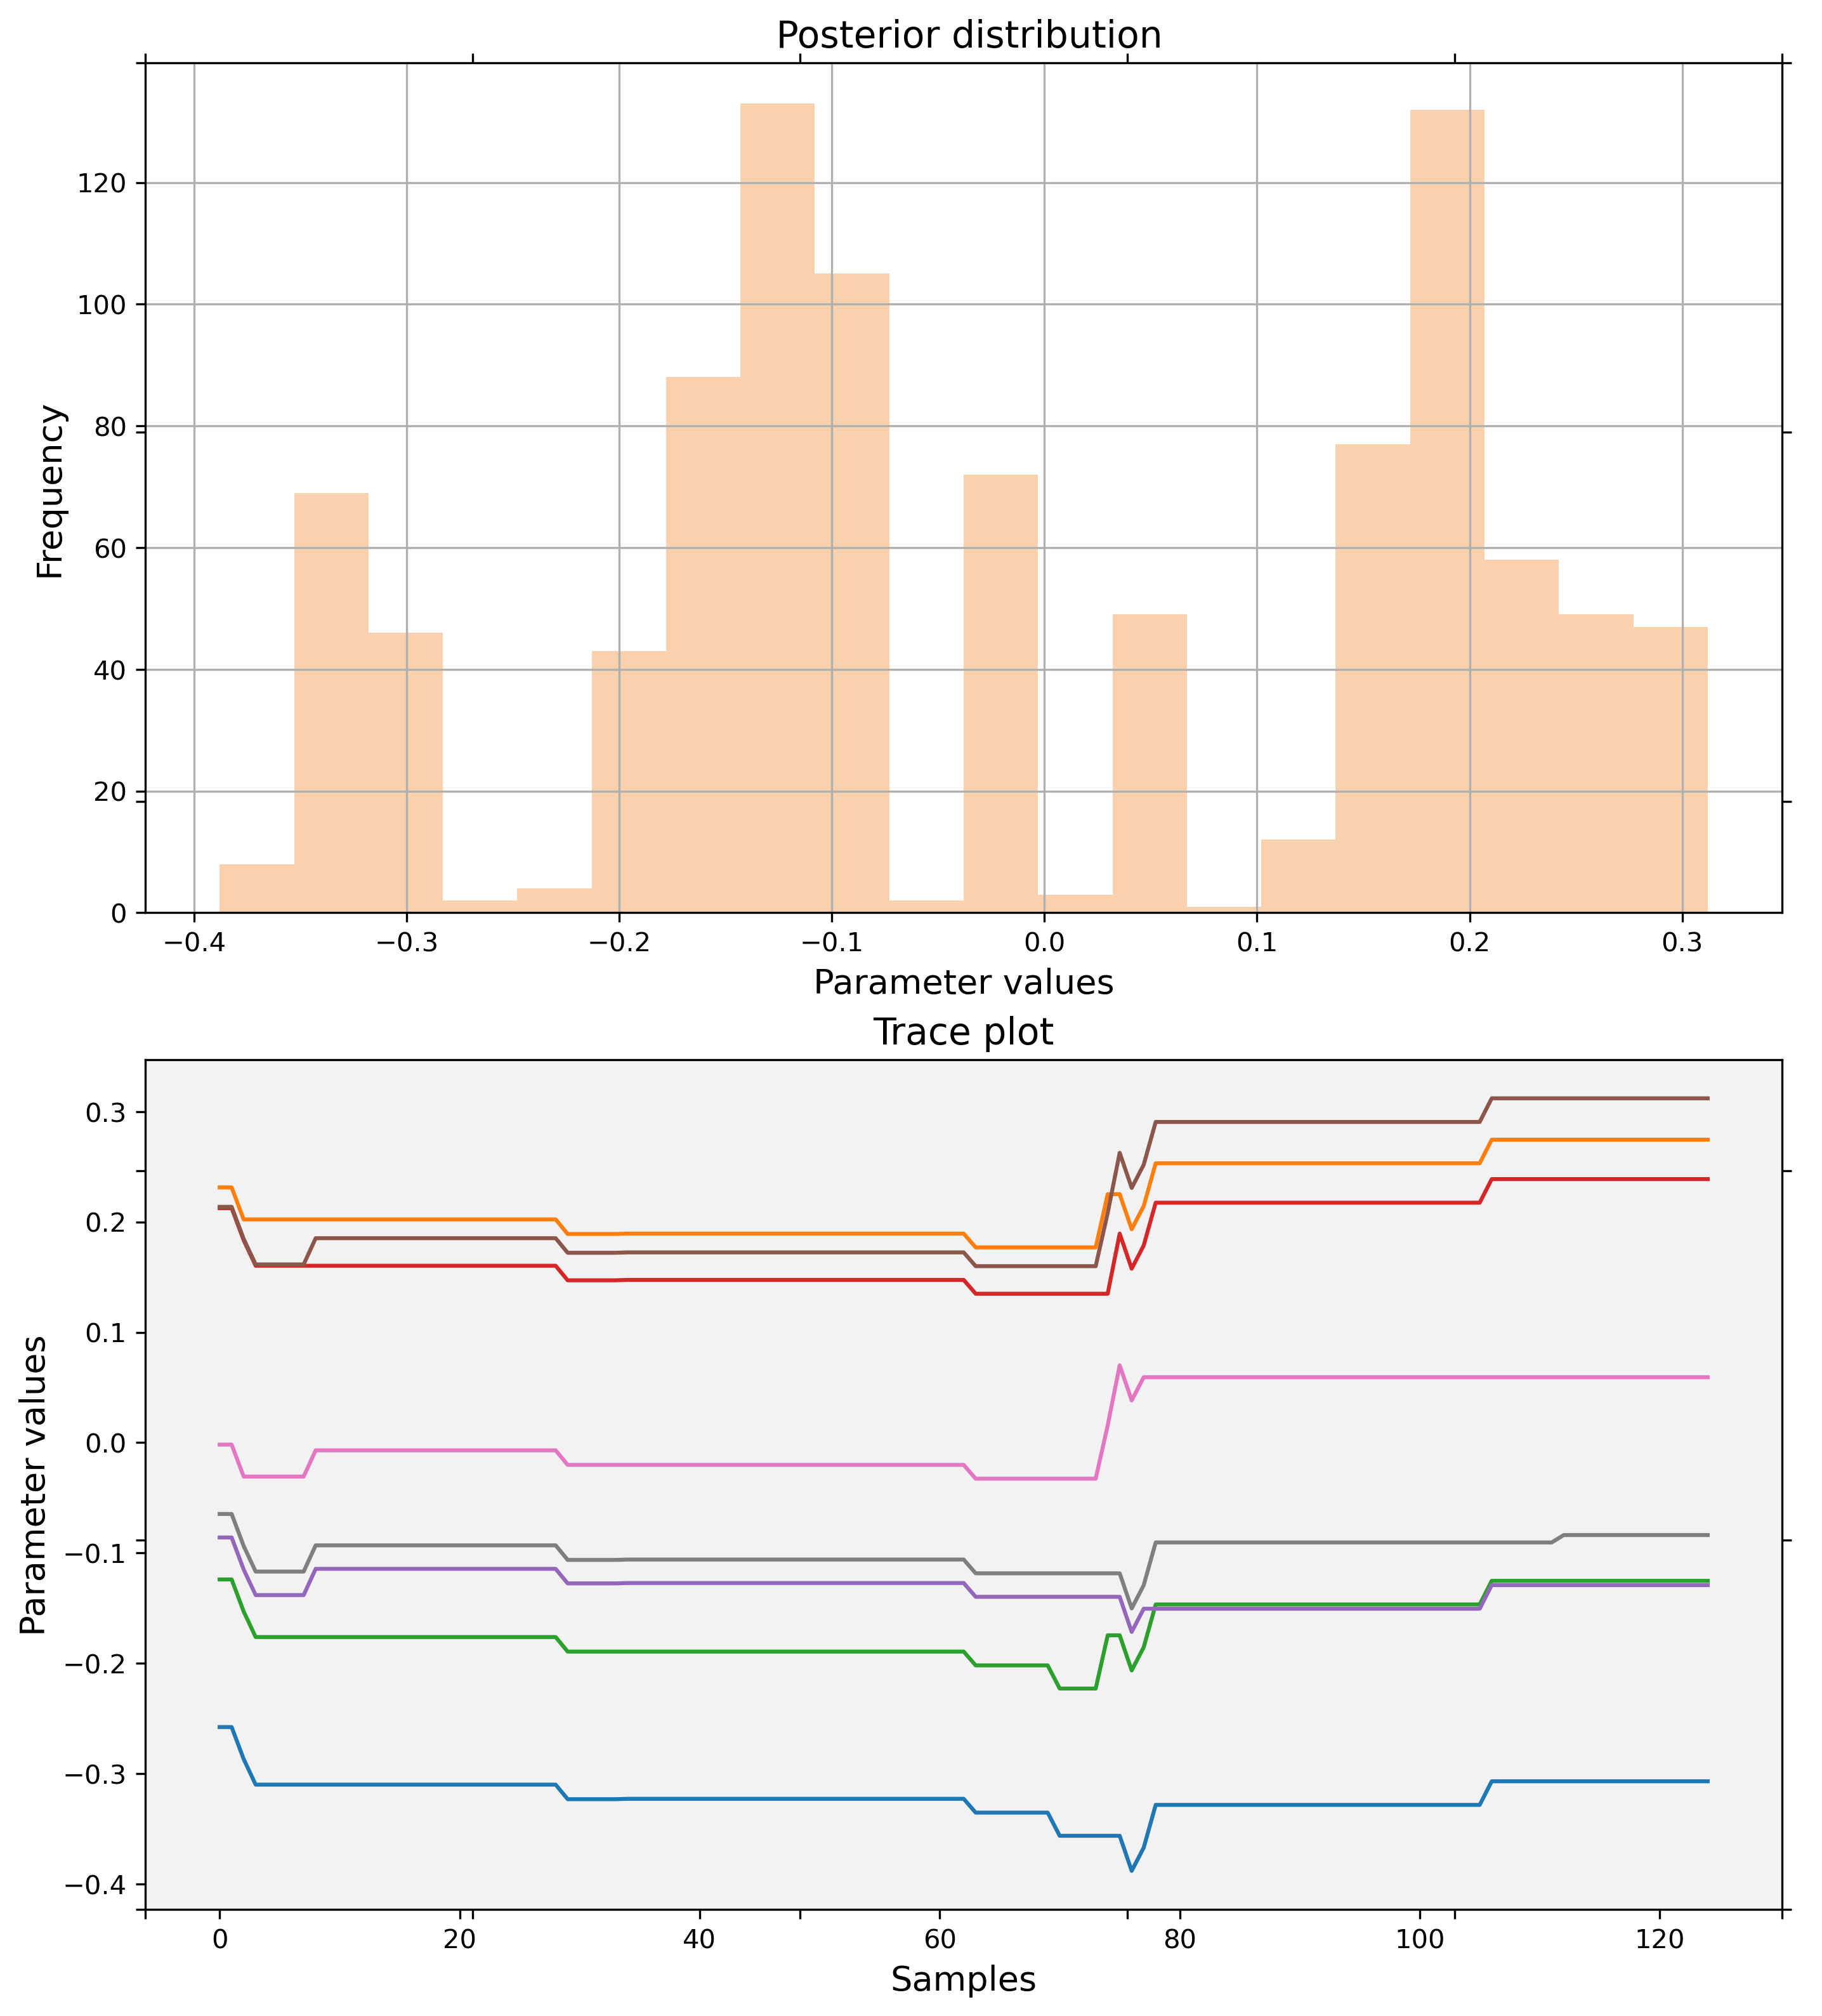 Posterior distribution
Frequency
120
100
80
60
40
20
0
−0.4 −0.3 −0.2 −0.1 0.0 0.1 0.2 0.3
Parameter values
Trace plot
Parameter values
0.3
0.2
0.1
0.0
−0.1
−0.2
−0.3
−0.4
0 20 40 60 80 100 120
Samples